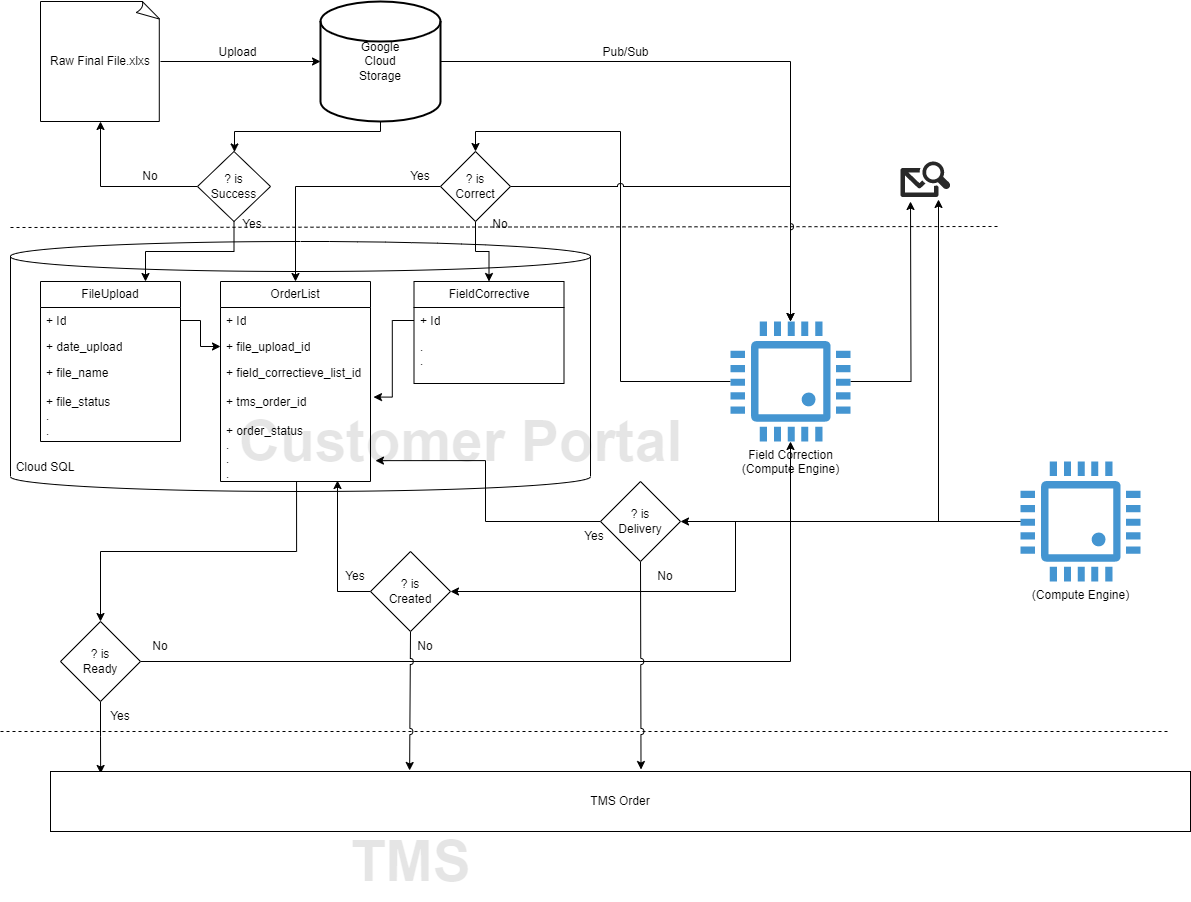 Raw Final File.xlxs
Upload
Google
Cloud
Storage
Pub/Sub
No
? is
Success
Yes
Yes
? is
Correct
No
FileUpload
+ Id
+ date_upload
+ file_name
+ file_status
.
.
OrderList
+ Id
+ file_upload_id
+ field_correctieve_list_id
+ tms_order_id
+ order_status
.
.
.
FieldCorrective
+ Id
.
.
Customer Portal
Cloud SQL
Field Correction
(Compute Engine)
? is
Delivery
Yes
No
(Compute Engine)
Yes
? is
Created
No
? is
Ready
No
Yes
TMS Order
TMS